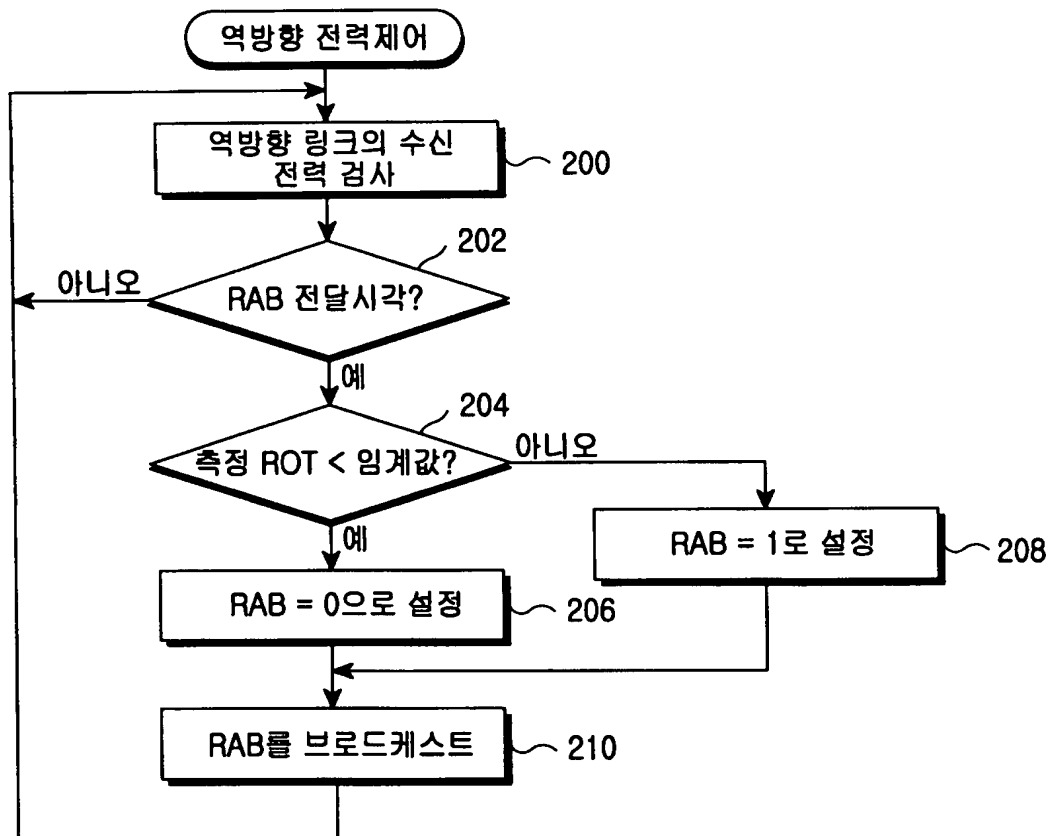 역방향 전력제어
역방향 링크의 수신
전력 검사
200
202
아니오
RAB 전달시각?
예
204
측정 ROT < 임계값?
아니오
예
RAB = 1로 설정
208
RAB = 0으로 설정
206
RAB를 브로드케스트
210